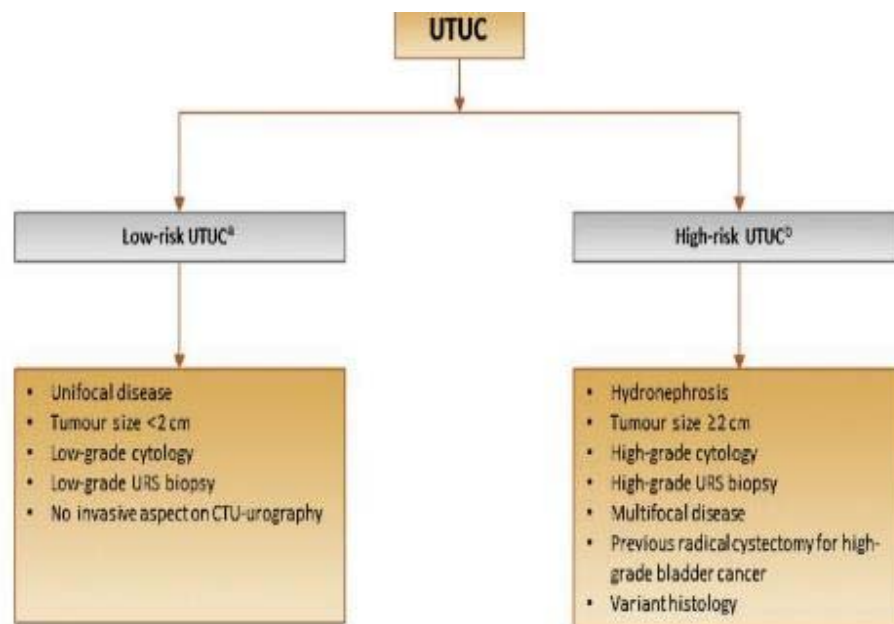 UTUC
Low-risk UTUCa
High-risk UTUCb
• Unifocal disease
• Tumour size <2 cm
• Low-grade cytology
• Low-grade URS biopsy
• No invasive aspect on CTU-urography
• Hydronephrosis
• Tumour size ≥2 cm
• High-grade cytology
• High-grade URS biopsy
• Multifocal disease
• Previous radical cystectomy for high-
grade bladder cancer
• Variant histology